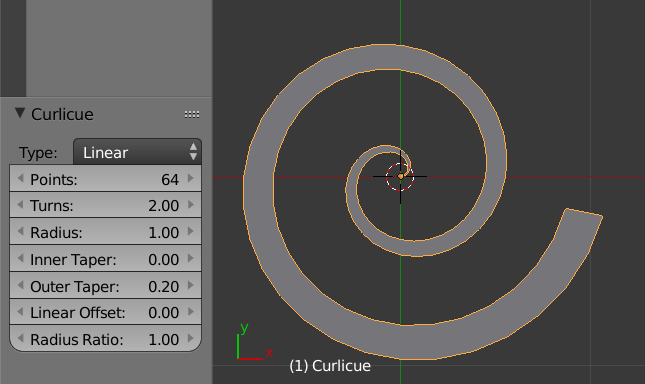 Curlicue
Type: Linear
Points: 64
Turns: 2.00
Radius: 1.00
Inner Taper: 0.00
Outer Taper: 0.20
Linear Offset: 0.00
Radius Ratio: 1.00
y
x
(1) Curlicue